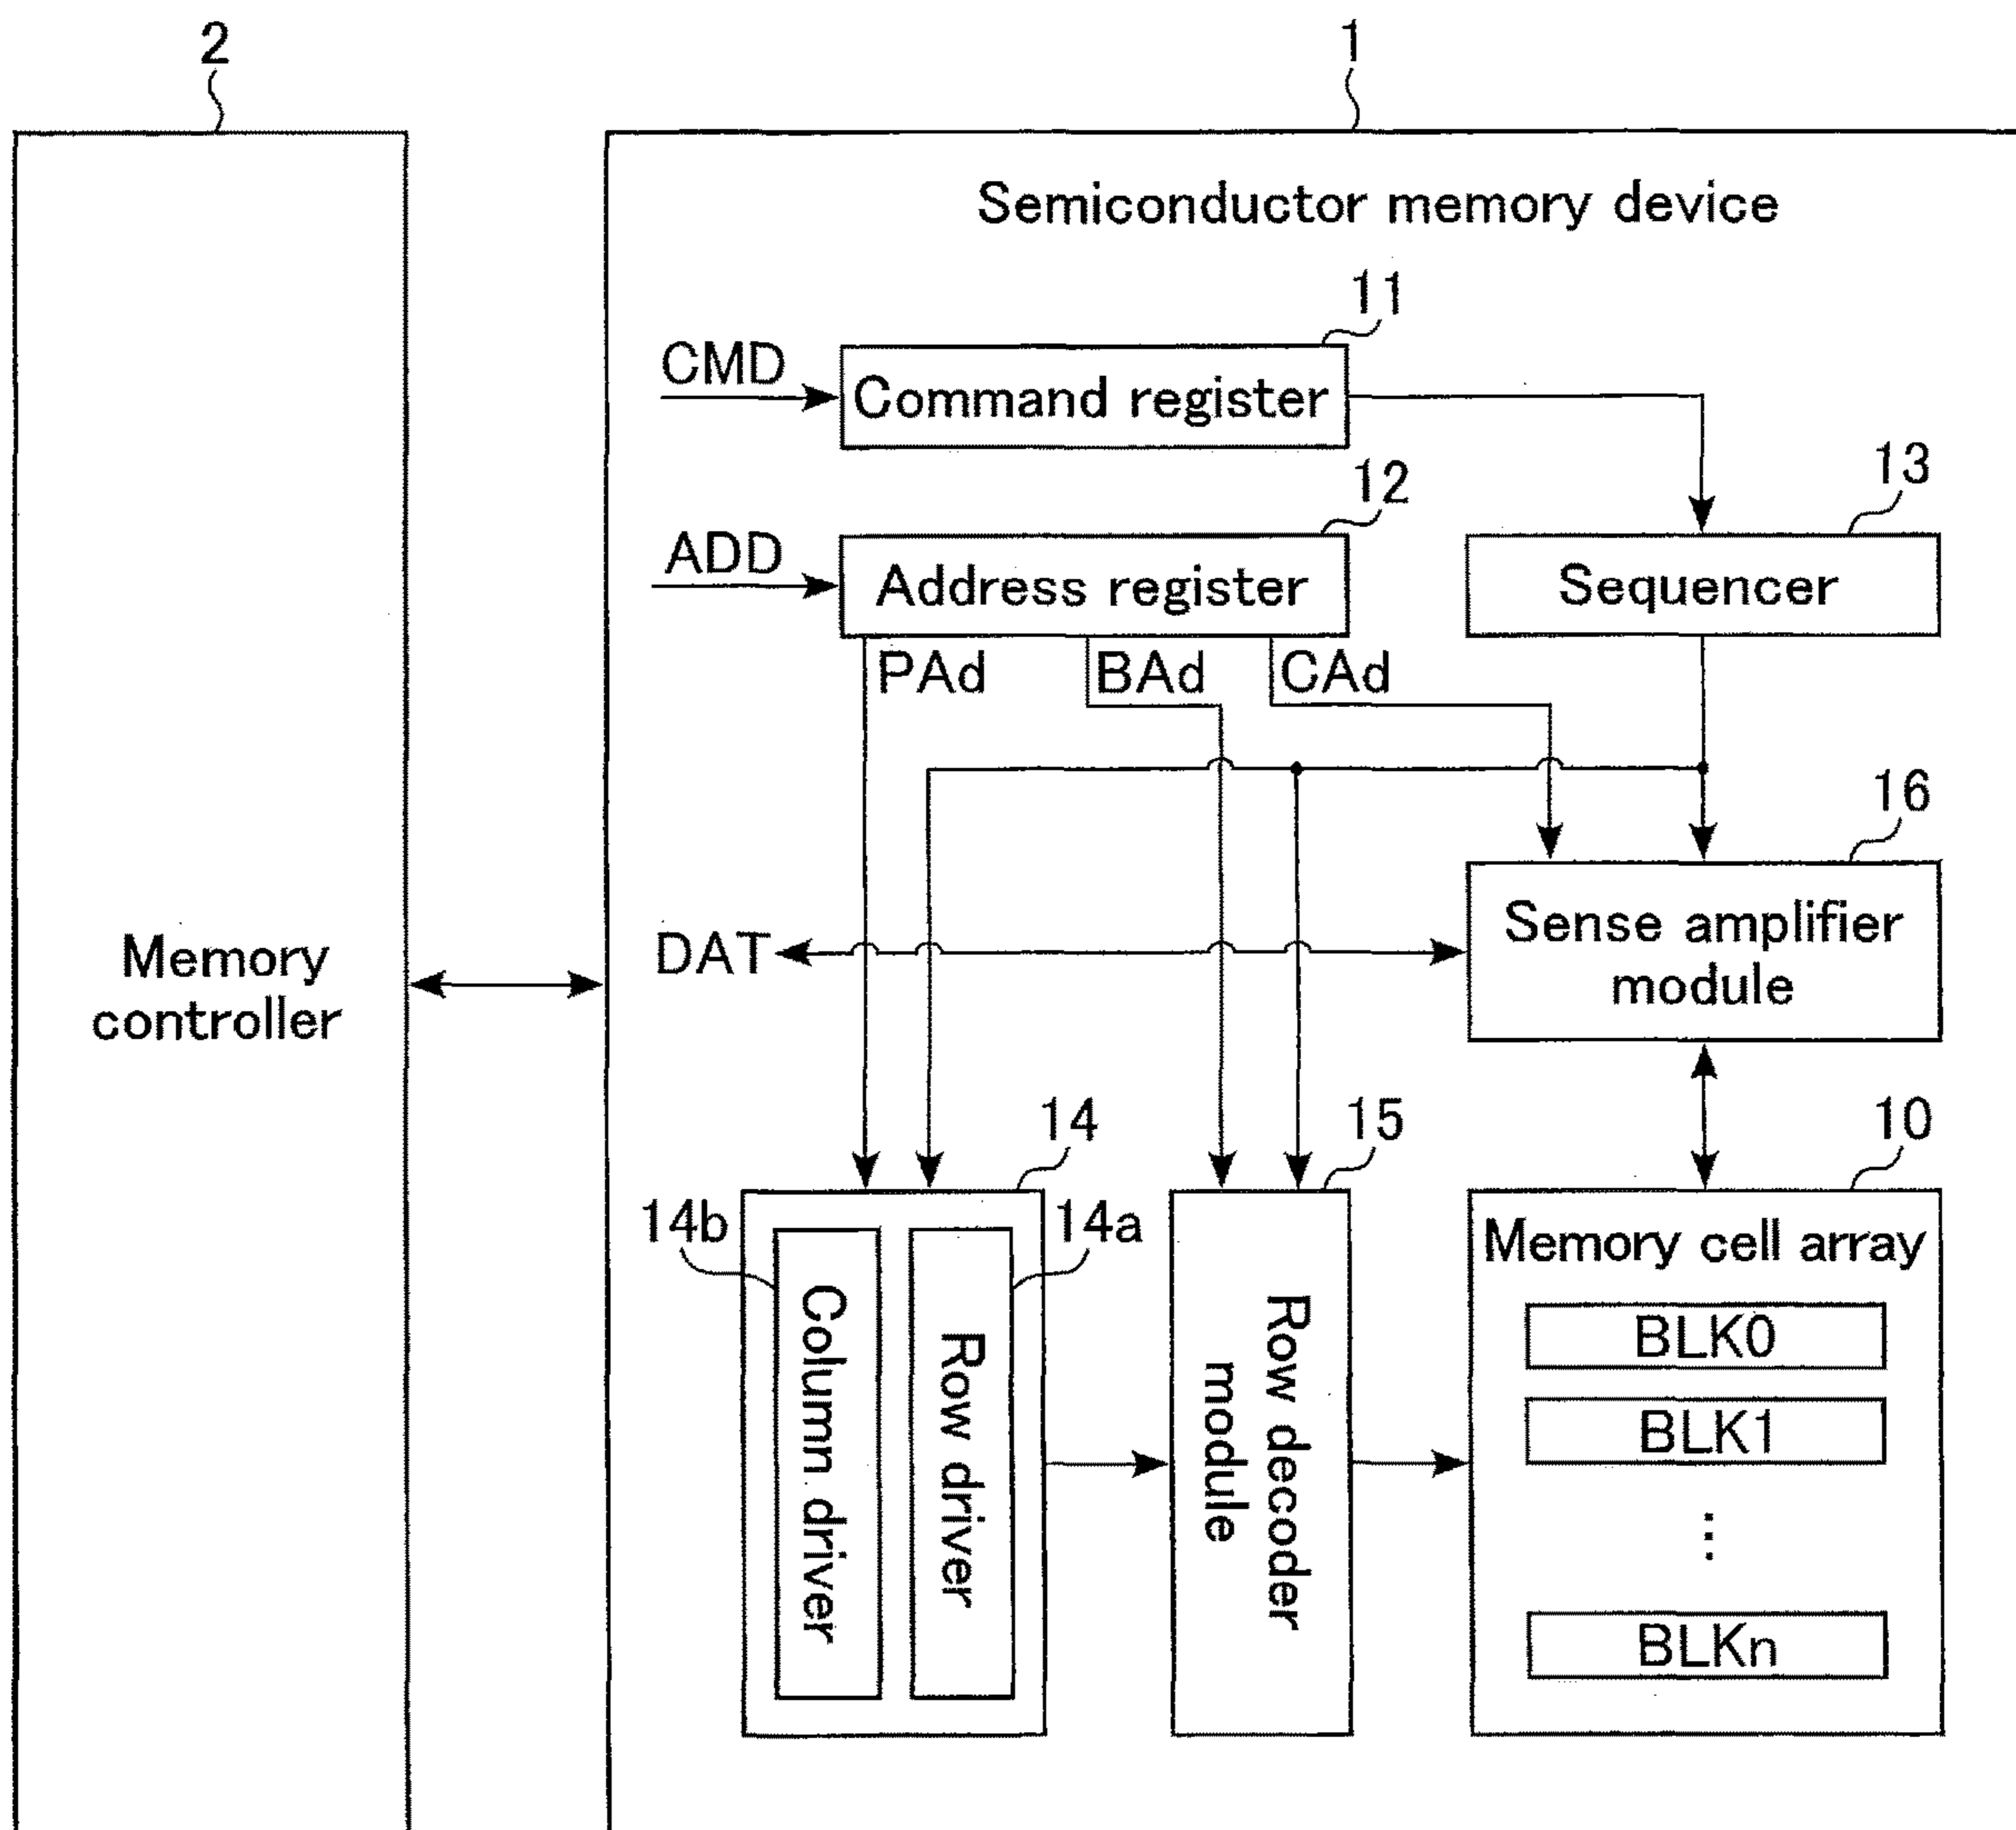 2
1
Memory
controller
Semiconductor memory device
11
CMD
Command register
12
13
ADD
Address register
Sequencer
PAd
BAd
CAd
16
DAT
Sense amplifier
module
14
15
10
14b
14a
Column driver
Row driver
Row decoder
module
Memory cell array
BLK0
BLK1
⋮
BLKn